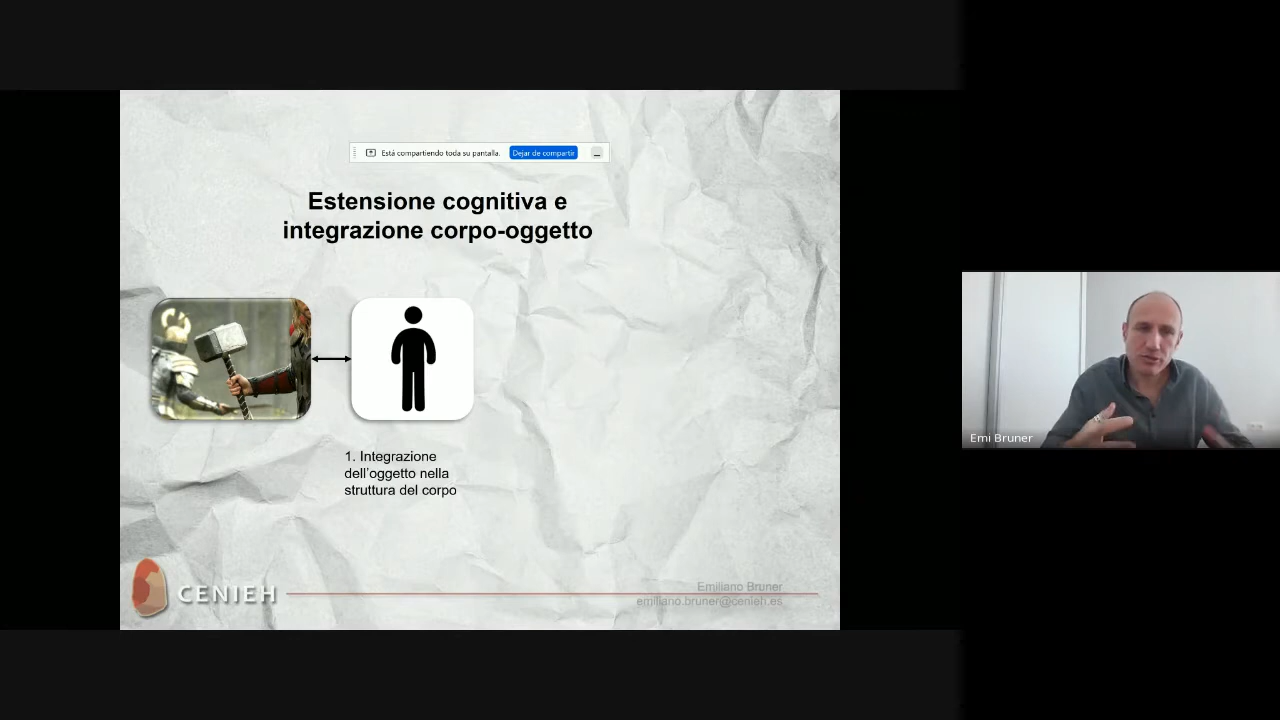 Está compartiendo toda su pantalla.
Dejar de compartir
Estensione cognitiva e
integrazione corpo-oggetto
1. Integrazione
dell'oggetto nella
struttura del corpo
CENIEH
Emiliano Bruner
emiliano.bruner@cenieh.es
Emi Bruner